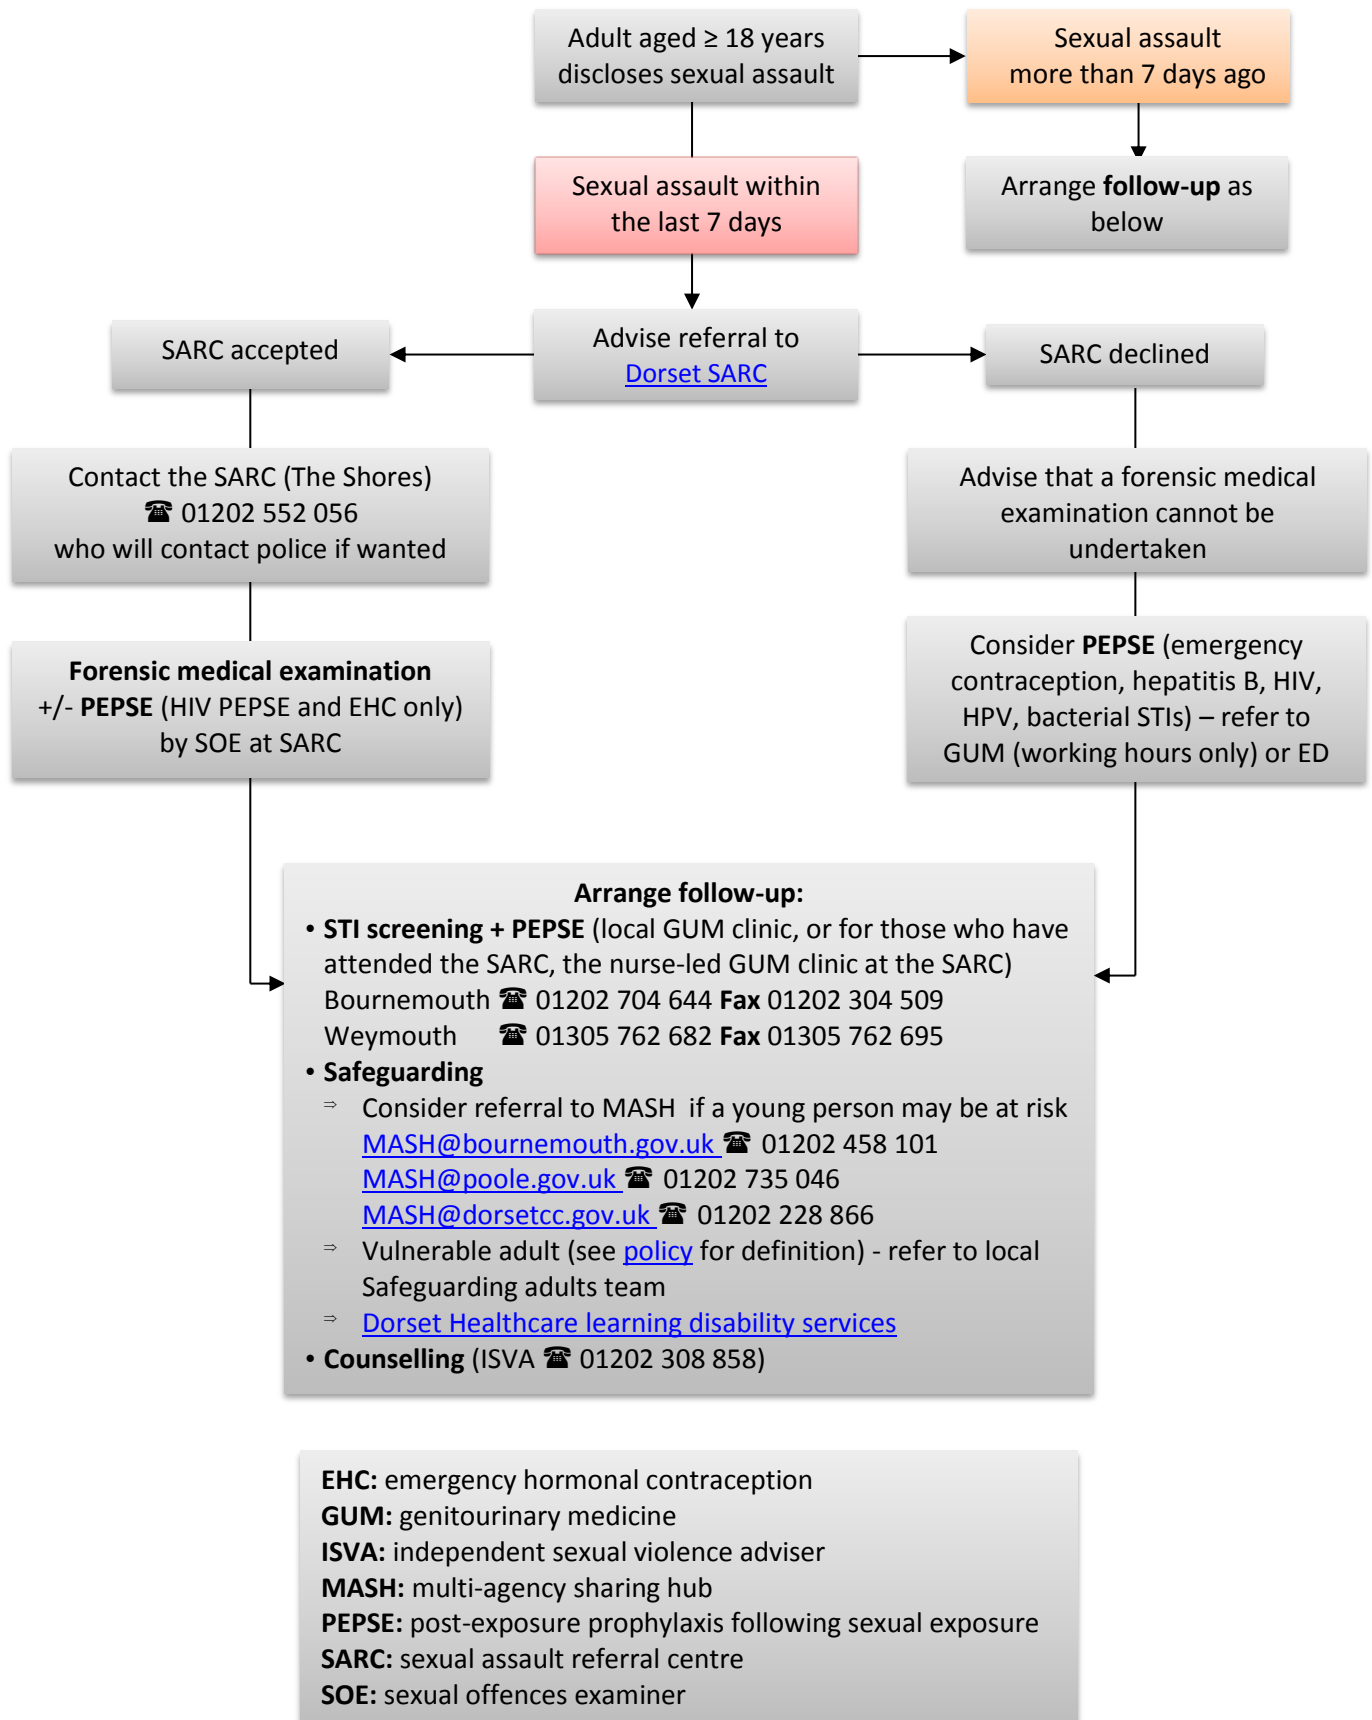 Adult aged ≥ 18 years
discloses sexual assault
Sexual assault
more than 7 days ago
Sexual assault within
the last 7 days
Arrange follow-up as
below
SARC accepted
Advise referral to
Dorset SARC
SARC declined
Contact the SARC (The Shores)
☎ 01202 552 056
who will contact police if wanted
Advise that a forensic medical
examination cannot be
undertaken
Forensic medical examination
+/- PEPSE (HIV PEPSE and EHC only)
by SOE at SARC
Consider PEPSE (emergency
contraception, hepatitis B, HIV,
HPV, bacterial STIs) – refer to
GUM (working hours only) or ED
Arrange follow-up:
• STI screening + PEPSE (local GUM clinic, or for those who have
attended the SARC, the nurse-led GUM clinic at the SARC)
Bournemouth ☎ 01202 704 644 Fax 01202 304 509
Weymouth ☎ 01305 762 682 Fax 01305 762 695
• Safeguarding
⇒ Consider referral to MASH if a young person may be at risk
MASH@bournemouth.gov.uk ☎ 01202 458 101
MASH@poole.gov.uk ☎ 01202 735 046
MASH@dorsetcc.gov.uk ☎ 01202 228 866
⇒ Vulnerable adult (see policy for definition) - refer to local
Safeguarding adults team
⇒ Dorset Healthcare learning disability services
• Counselling (ISVA ☎ 01202 308 858)
EHC: emergency hormonal contraception
GUM: genitourinary medicine
ISVA: independent sexual violence adviser
MASH: multi-agency sharing hub
PEPSE: post-exposure prophylaxis following sexual exposure
SARC: sexual assault referral centre
SOE: sexual offences examiner